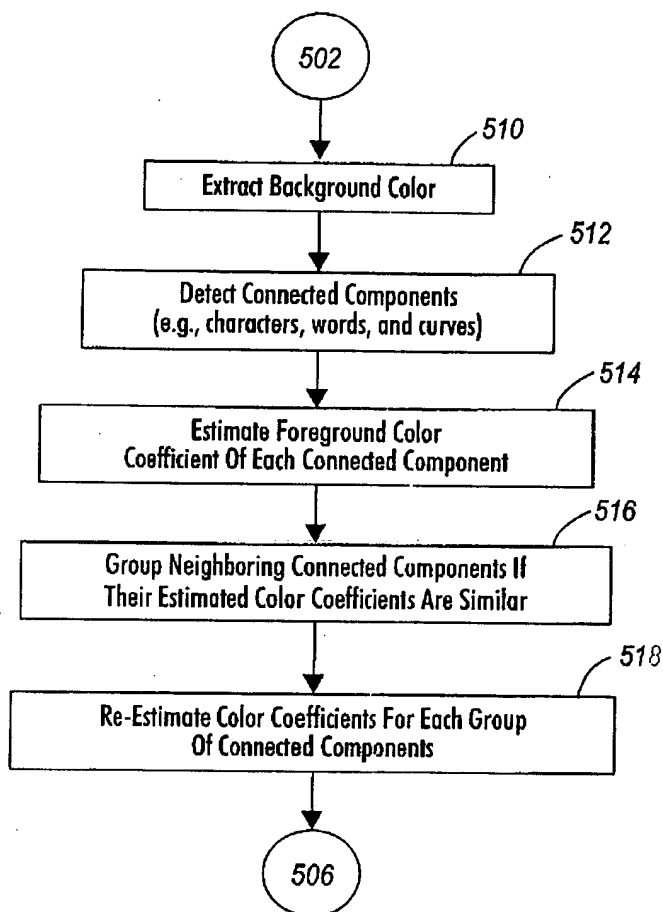 502
510
Extract Background Color
512
Detect Connected Components
(e.g., characters, words, and curves)
514
Estimate Foreground Color
Coefficient Of Each Connected Component
516
Group Neighboring Connected Components If
Their Estimated Color Coefficients Are Similar
518
Re-Estimate Color Coefficients For Each Group
Of Connected Components
506